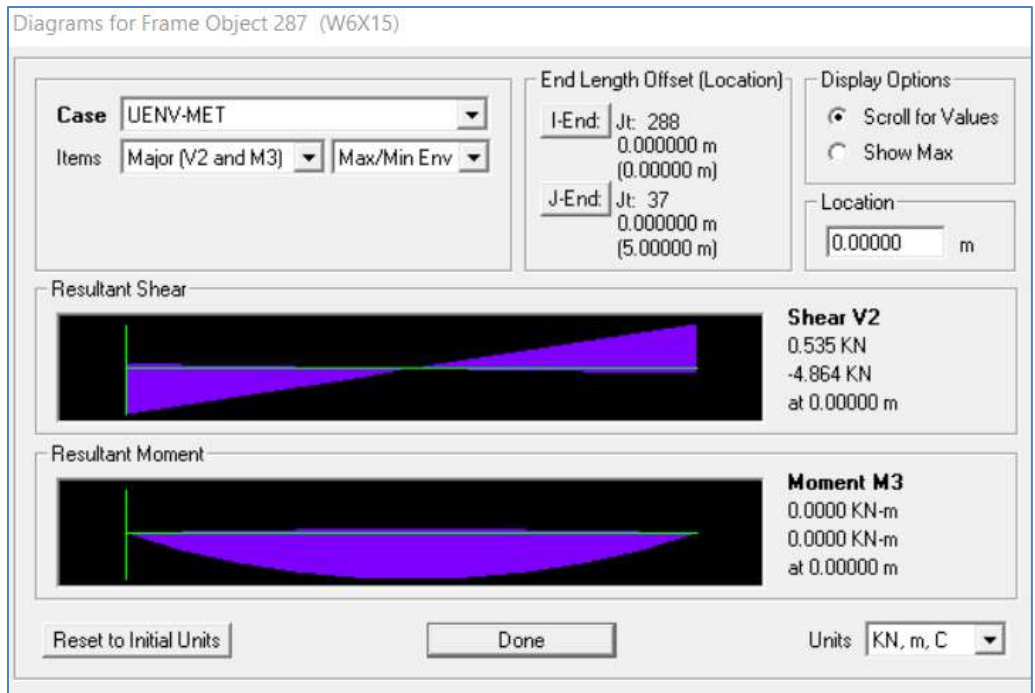 Diagrams for Frame Object 287 (W6X15)
Case UENV-MET
Items Major (V2 and M3) Max/Min Env
End Length Offset (Location)
I-End: Jt: 288
0.000000 m
(0.00000 m)
J-End: Jt: 37
0.000000 m
(5.00000 m)
Display Options
Scroll for Values
Show Max
Location
0.00000 m
Resultant Shear
Shear V2
0.535 KN
-4.864 KN
at 0.00000 m
Resultant Moment
Moment M3
0.0000 KN-m
0.0000 KN-m
at 0.00000 m
Reset to Initial Units
Done
Units KN, m, C